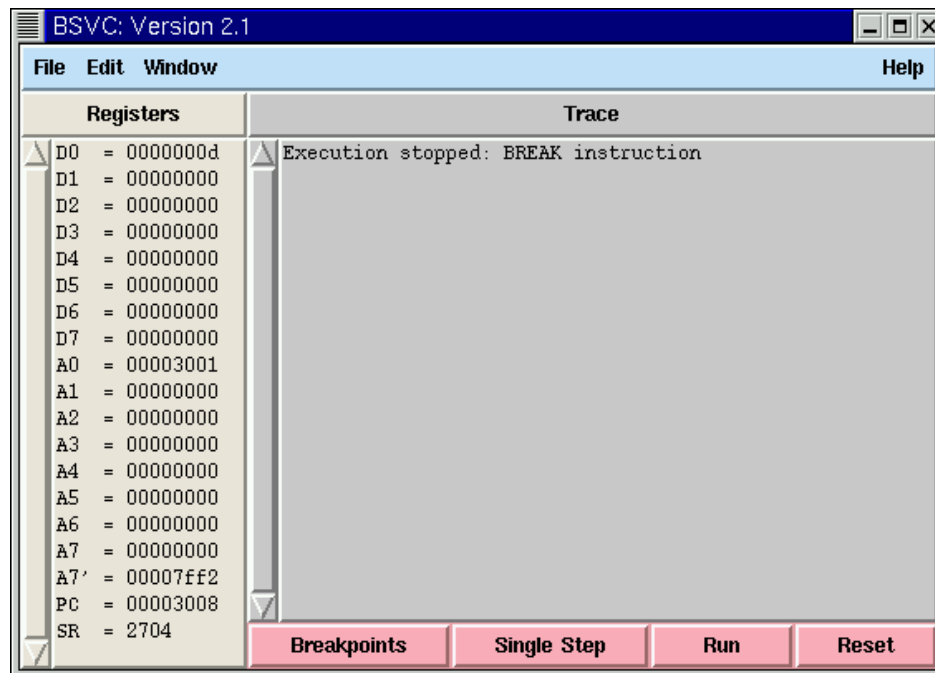 BSVC: Version 2.1
File Edit Window Help
Registers Trace
D0 = 0000000d
D1 = 00000000
D2 = 00000000
D3 = 00000000
D4 = 00000000
D5 = 00000000
D6 = 00000000
D7 = 00000000
A0 = 00003001
A1 = 00000000
A2 = 00000000
A3 = 00000000
A4 = 00000000
A5 = 00000000
A6 = 00000000
A7 = 00000000
A7' = 00007ff2
PC = 00003008
SR = 2704
Execution stopped: BREAK instruction
Breakpoints Single Step Run Reset